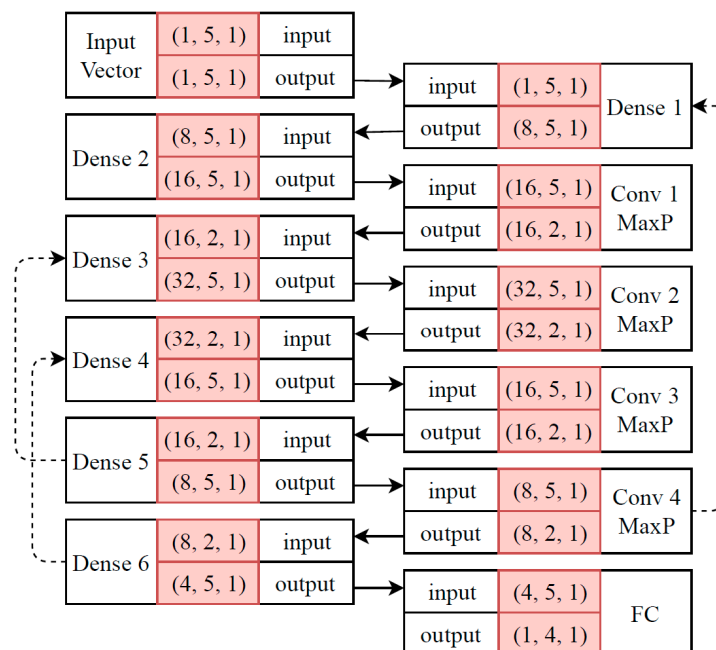 Input
Vector
(1, 5, 1)
input
(1, 5, 1)
output
input
(1, 5, 1)
output
(8, 5, 1)
Dense 1
Dense 2
(8, 5, 1)
input
(16, 5, 1)
output
input
(16, 5, 1)
output
(16, 2, 1)
Conv 1
MaxP
Dense 3
(16, 2, 1)
input
(32, 5, 1)
output
input
(32, 5, 1)
output
(32, 2, 1)
Conv 2
MaxP
Dense 4
(32, 2, 1)
input
(16, 5, 1)
output
input
(16, 5, 1)
output
(16, 2, 1)
Conv 3
MaxP
Dense 5
(16, 2, 1)
input
(8, 5, 1)
output
input
(8, 5, 1)
output
(8, 2, 1)
Conv 4
MaxP
Dense 6
(8, 2, 1)
input
(4, 5, 1)
output
input
(4, 5, 1)
output
(1, 4, 1)
FC